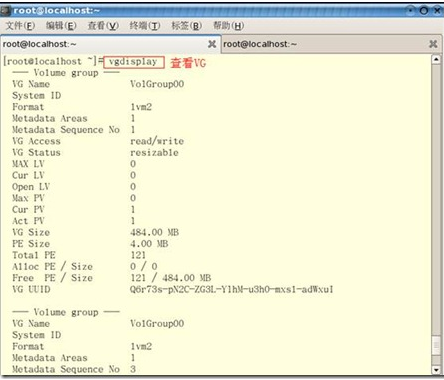 root@localhost:~
文件(F) 编辑(E) 查看(V) 终端(T) 标签(B) 帮助(H)
root@localhost:~ root@localhost:~
[root@localhost ~]# vgdisplay 查看VG
--- Volume group ---
VG Name VolGroup00
System ID
Format lvm2
Metadata Areas 1
Metadata Sequence No 1
VG Access read/write
VG Status resizable
MAX LV 0
Cur LV 0
Open LV 0
Max PV 0
Cur PV 1
Act PV 1
VG Size 484.00 MB
PE Size 4.00 MB
Total PE 121
Alloc PE / Size 0 / 0
Free PE / Size 121 / 484.00 MB
VG UUID Q6r73s-pN2C-ZG3L-YlhM-u3h0-mxs1-adWxul
--- Volume group ---
VG Name VolGroup00
System ID
Format lvm2
Metadata Areas 1
Metadata Sequence No 3